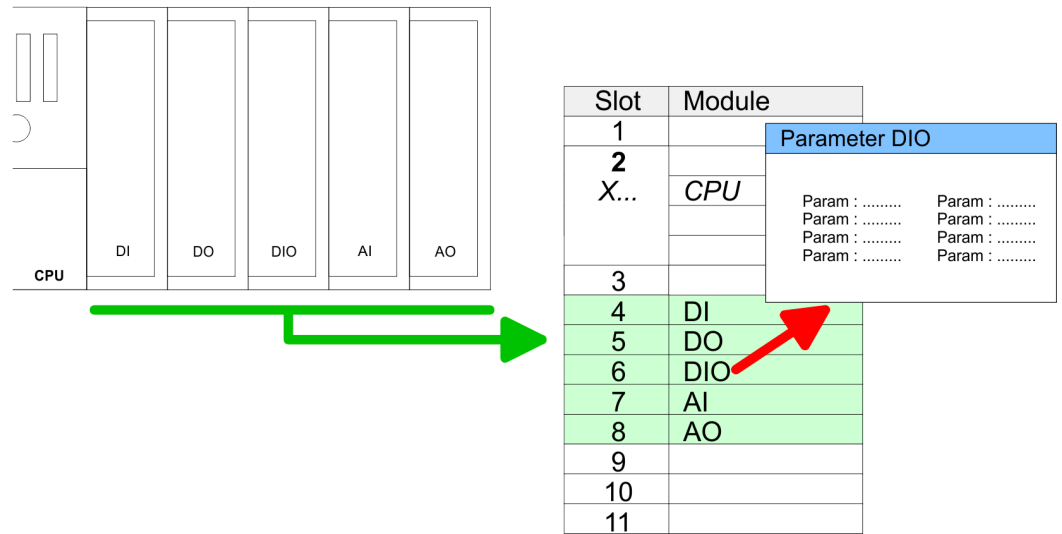 DI DO DIO AI AO
CPU
Slot Module
1
2
X... CPU
3
4 DI
5 DO
6 DIO
7 AI
8 AO
9
10
11
Parameter DIO
Param : ......... Param : .........
Param : ......... Param : .........
Param : ......... Param : .........
Param : ......... Param : .........